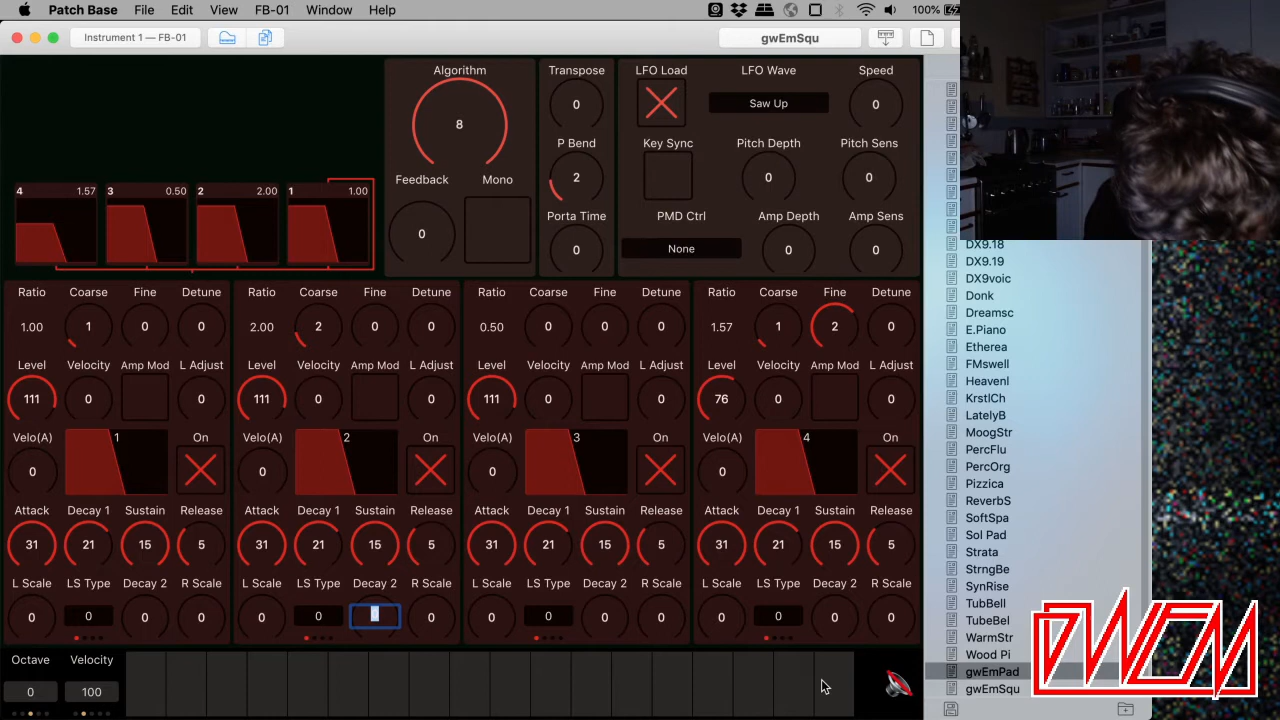 Patch Base File Edit View FB-01 Window Help 100%
Instrument 1 — FB-01 gwEmSqu
Algorithm Transpose LFO Load LFO Wave Speed
8 0 Saw Up 0
P Bend Key Sync Pitch Depth Pitch Sens
Feedback Mono 2 0 0
4 1.57 3 0.50 2 2.00 1 1.00
Porta Time PMD Ctrl Amp Depth Amp Sens
0 0 None 0 0
Ratio Coarse Fine Detune Ratio Coarse Fine Detune Ratio Coarse Fine Detune Ratio Coarse Fine Detune
1.00 1 0 0 2.00 2 0 0 0.50 0 0 0 1.57 1 2 0
Level Velocity Amp Mod L Adjust Level Velocity Amp Mod L Adjust Level Velocity Amp Mod L Adjust Level Velocity Amp Mod L Adjust
111 0 0 111 0 0 111 0 0 76 0 0
Velo(A) 1 On Velo(A) 2 On Velo(A) 3 On Velo(A) 4 On
0 0 0 0
Attack Decay 1 Sustain Release Attack Decay 1 Sustain Release Attack Decay 1 Sustain Release Attack Decay 1 Sustain Release
31 21 15 5 31 21 15 5 31 21 15 5 31 21 15 5
L Scale LS Type Decay 2 R Scale L Scale LS Type Decay 2 R Scale L Scale LS Type Decay 2 R Scale L Scale LS Type Decay 2 R Scale
0 0 0 0 0 0 0 0 0 0 0 0 0 0 0
Octave Velocity
0 100
DX9.18
DX9.19
DX9voic
Donk
Dreamsc
E.Piano
Etherea
FMswell
Heavenl
KrstlCh
LatelyB
MoogStr
PercFlu
PercOrg
Pizzica
ReverbS
SoftSpa
Sol Pad
Strata
StrngBe
SynRise
TubBell
TubeBel
WarmStr
Wood Pi
gwEmPad
gwEmSqu